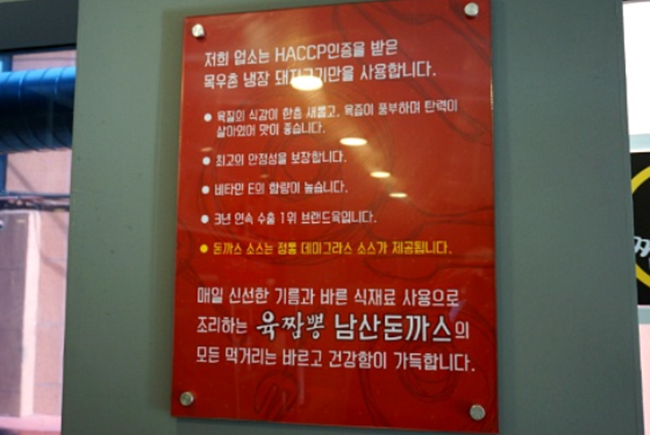 저희 업소는 HACCP인증을 받은
목우촌 냉장 돼지고기만을 사용합니다.
• 육질의 식감이 한층 새롭고, 육즙이 풍부하며 탄력이
살아있어 맛이 좋습니다.
• 최고의 안정성을 보장합니다.
• 비타민 E의 함량이 높습니다.
• 3년 연속 수출 1위 브랜드육입니다.
• 돈까스 소스는 정통 데미그라스 소스가 제공됩니다.
매일 신선한 기름과 바른 식재료 사용으로
조리하는 육짬뽕 남산돈까스의
모든 먹거리는 바르고 건강함이 가득합니다.